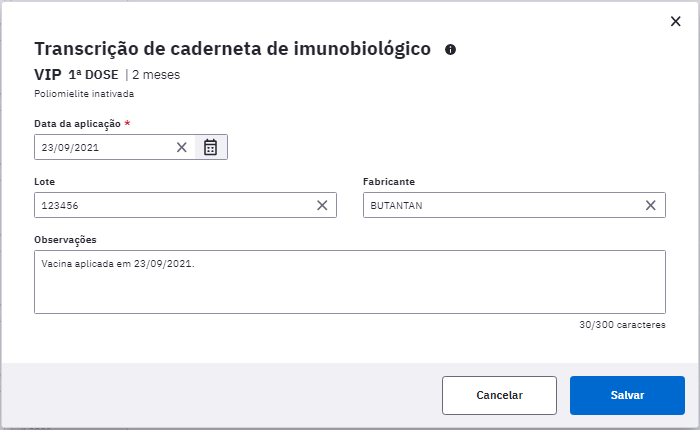 Transcrição de caderneta de imunobiológico
VIP 1ª DOSE | 2 meses
Poliomielite inativada
Data da aplicação *
23/09/2021
Lote
Fabricante
123456
BUTANTAN
Observações
Vacina aplicada em 23/09/2021.
30/300 caracteres
Cancelar
Salvar